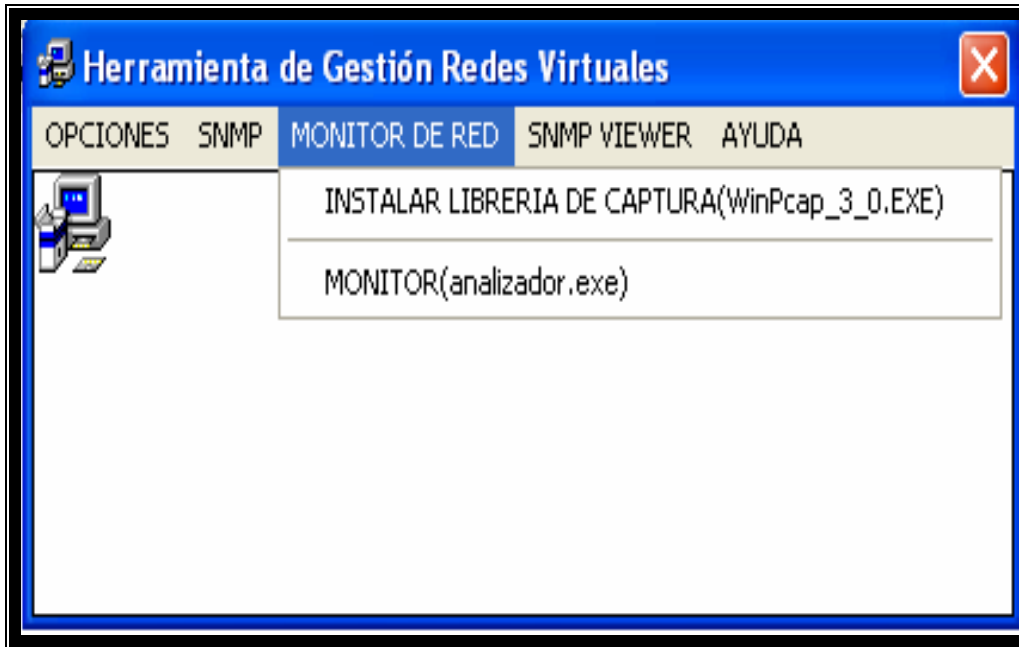 Herramienta de Gestión Redes Virtuales
OPCIONES SNMP MONITOR DE RED SNMP VIEWER AYUDA
INSTALAR LIBRERIA DE CAPTURA(WinPcap_3_0.EXE)
MONITOR(analizador.exe)